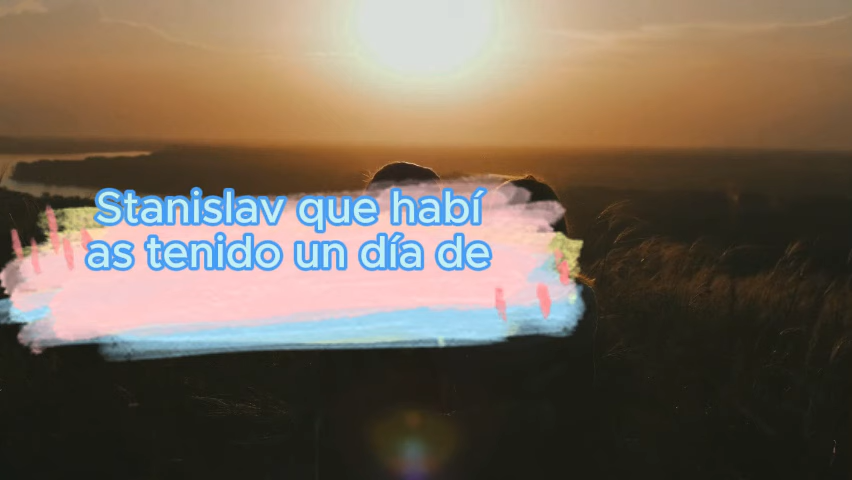 Stanislav que habí
as tenido un día de